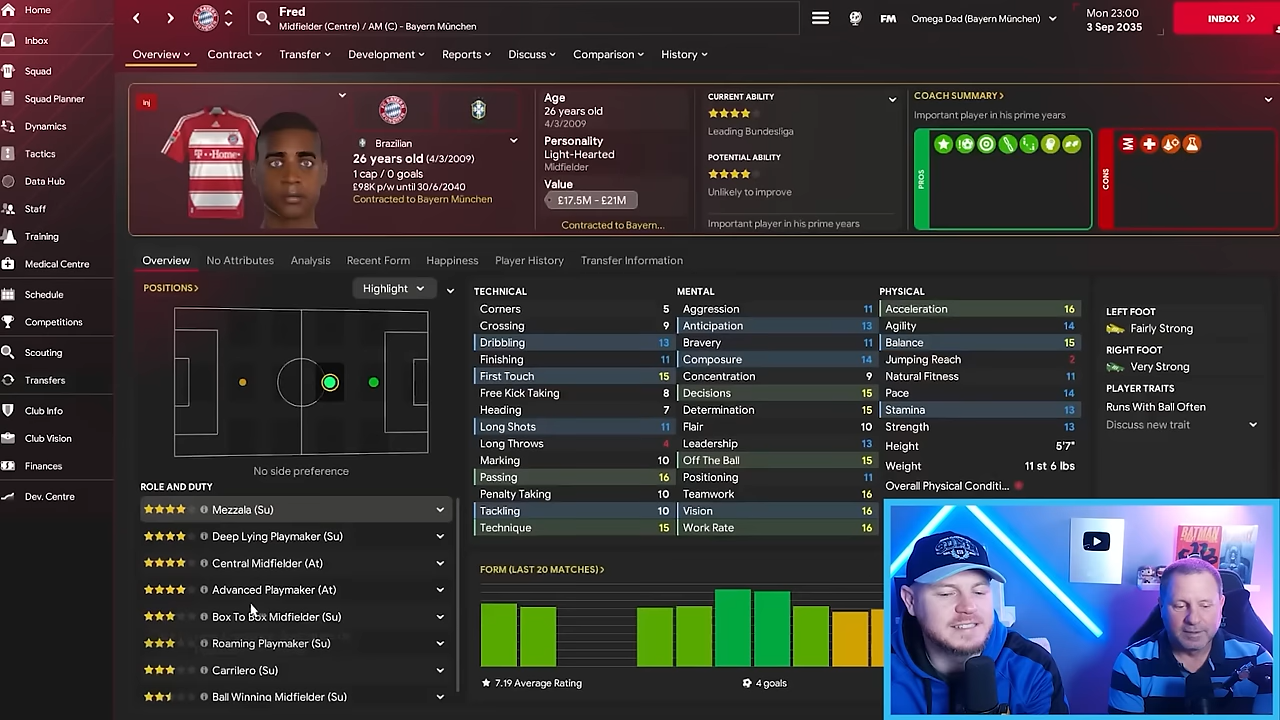 Home
Inbox
Squad
Squad Planner
Dynamics
Tactics
Data Hub
Staff
Training
Medical Centre
Schedule
Competitions
Scouting
Transfers
Club Info
Club Vision
Finances
Dev. Centre
Fred
Midfielder (Centre) / AM (C) - Bayern München
FM
Omega Dad (Bayern München)
Mon 23:00
3 Sep 2035
INBOX
Overview
Contract
Transfer
Development
Reports
Discuss
Comparison
History
Inj
T··Home·
Brazilian
26 years old (4/3/2009)
1 cap / 0 goals
£98K p/w until 30/6/2040
Contracted to Bayern München
Age
26 years old
4/3/2009
Personality
Light-Hearted
Midfielder
Value
£17.5M - £21M
Contracted to Bayern...
CURRENT ABILITY
Leading Bundesliga
POTENTIAL ABILITY
Unlikely to improve
Important player in his prime years
COACH SUMMARY >
Important player in his prime years
PROS
CONS
Overview
No Attributes
Analysis
Recent Form
Happiness
Player History
Transfer Information
POSITIONS >
Highlight
No side preference
ROLE AND DUTY
Mezzala (Su)
Deep Lying Playmaker (Su)
Central Midfielder (At)
Advanced Playmaker (At)
Box To Box Midfielder (Su)
Roaming Playmaker (Su)
Carrilero (Su)
Ball Winning Midfielder (Su)
TECHNICAL
Corners 5
Crossing 9
Dribbling 13
Finishing 11
First Touch 15
Free Kick Taking 8
Heading 7
Long Shots 11
Long Throws 4
Marking 10
Passing 16
Penalty Taking 10
Tackling 10
Technique 15
MENTAL
Aggression 11
Anticipation 13
Bravery 11
Composure 14
Concentration 9
Decisions 15
Determination 15
Flair 10
Leadership 13
Off The Ball 15
Positioning 11
Teamwork 16
Vision 16
Work Rate 16
PHYSICAL
Acceleration 16
Agility 14
Balance 15
Jumping Reach 2
Natural Fitness 11
Pace 14
Stamina 13
Strength 13
Height 5'7"
Weight 11 st 6 lbs
Overall Physical Conditi...
LEFT FOOT
Fairly Strong
RIGHT FOOT
Very Strong
PLAYER TRAITS
Runs With Ball Often
Discuss new trait
FORM (LAST 20 MATCHES) >
7.19 Average Rating
4 goals
BATMAN